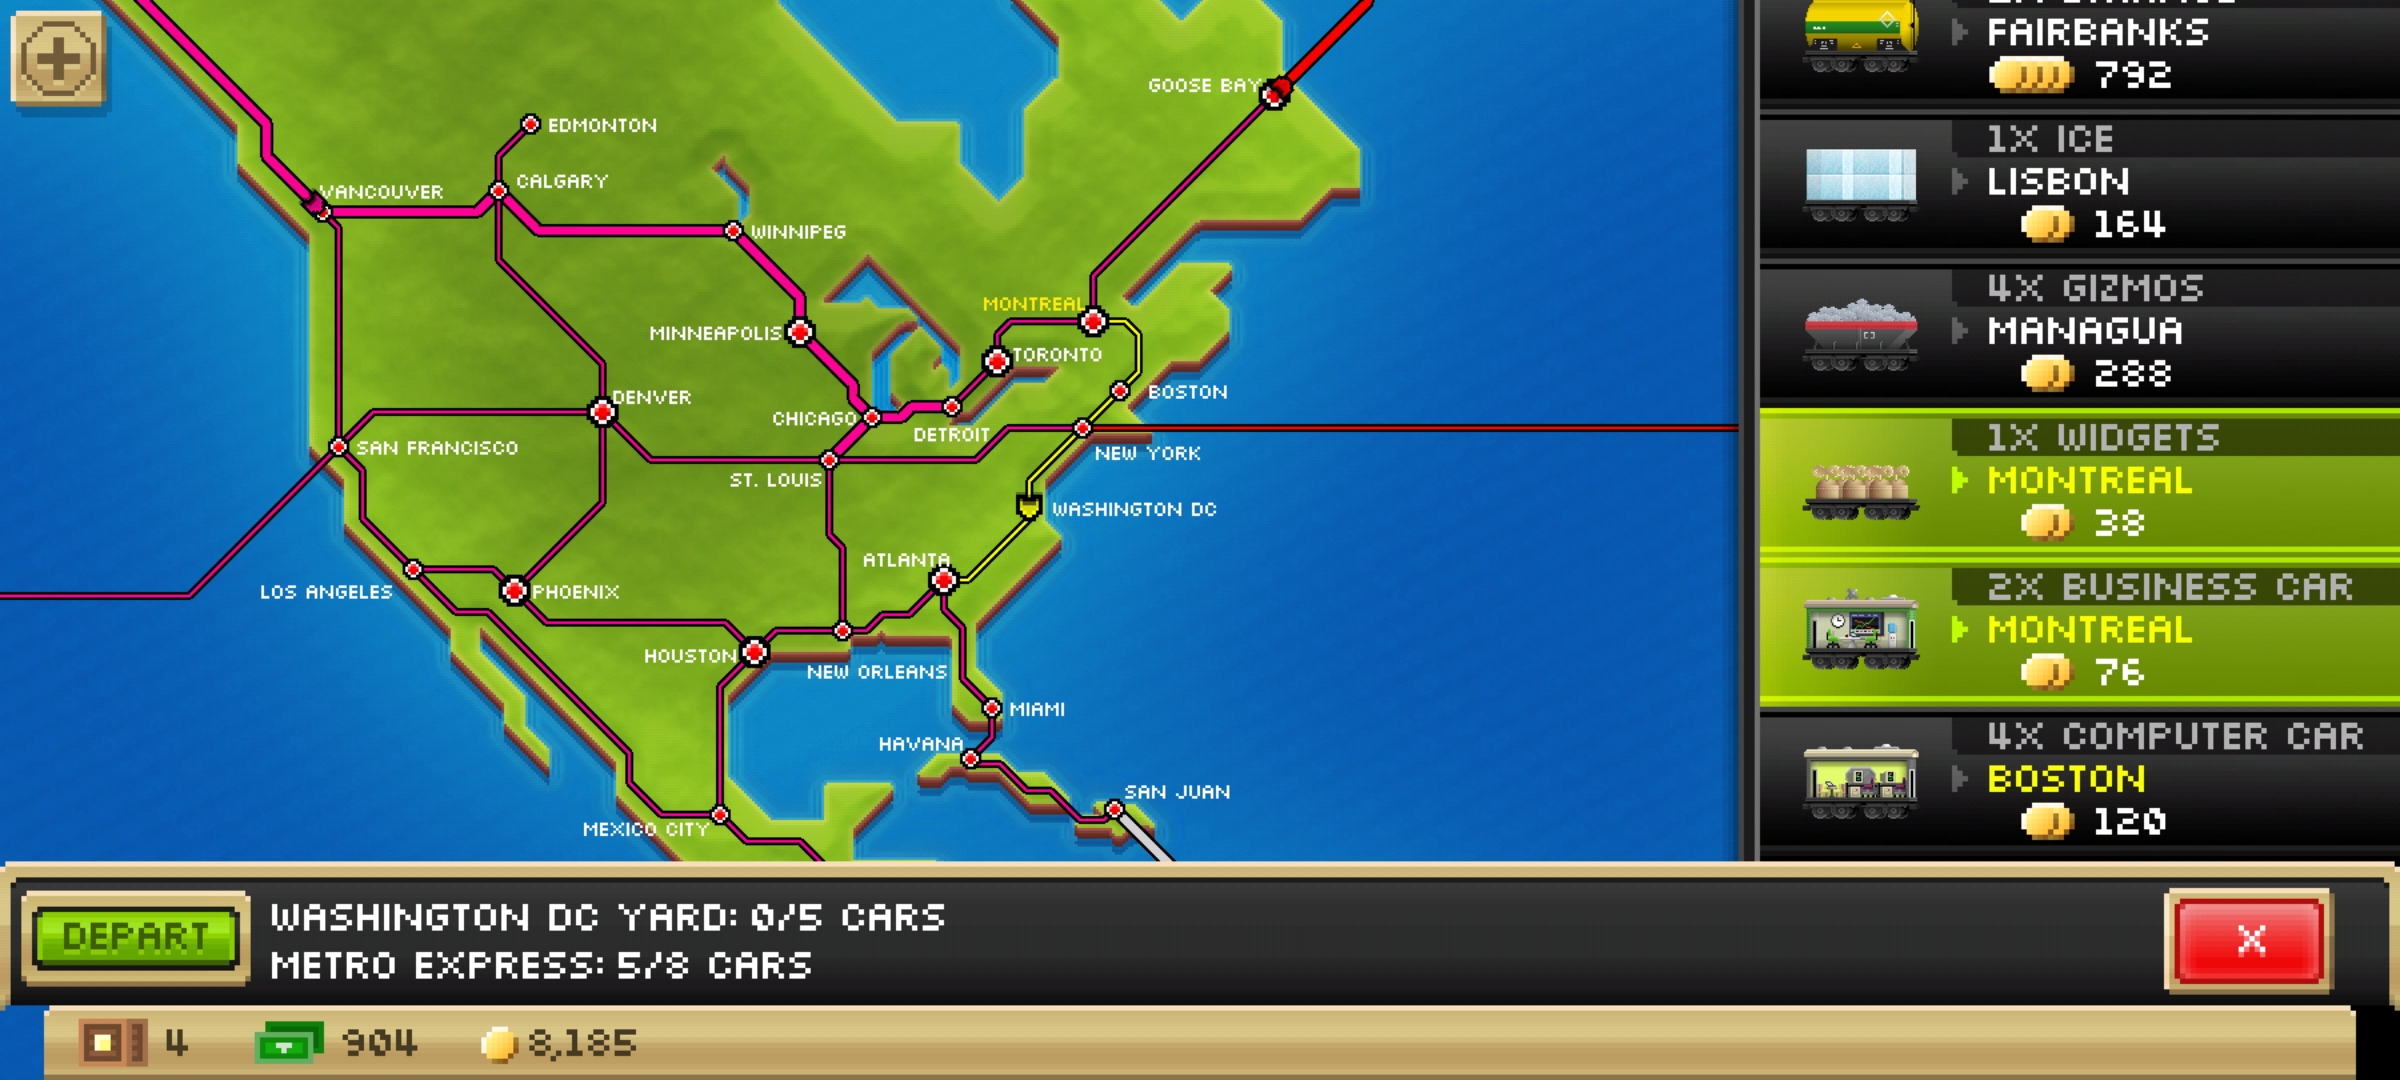 EDMONTON
CALGARY
VANCOUVER
WINNIPEG
GOOSE BAY
MONTREAL
MINNEAPOLIS
TORONTO
DENVER
BOSTON
CHICAGO
DETROIT
SAN FRANCISCO
NEW YORK
ST. LOUIS
WASHINGTON DC
ATLANTA
LOS ANGELES
PHOENIX
HOUSTON
NEW ORLEANS
MIAMI
HAVANA
SAN JUAN
MEXICO CITY
FAIRBANKS
792
1X ICE
LISBON
164
4X GIZMOS
MANAGUA
288
1X WIDGETS
MONTREAL
38
2X BUSINESS CAR
MONTREAL
76
4X COMPUTER CAR
BOSTON
120
DEPART
WASHINGTON DC YARD: 0/5 CARS
METRO EXPRESS: 5/8 CARS
X
4
904
8,185